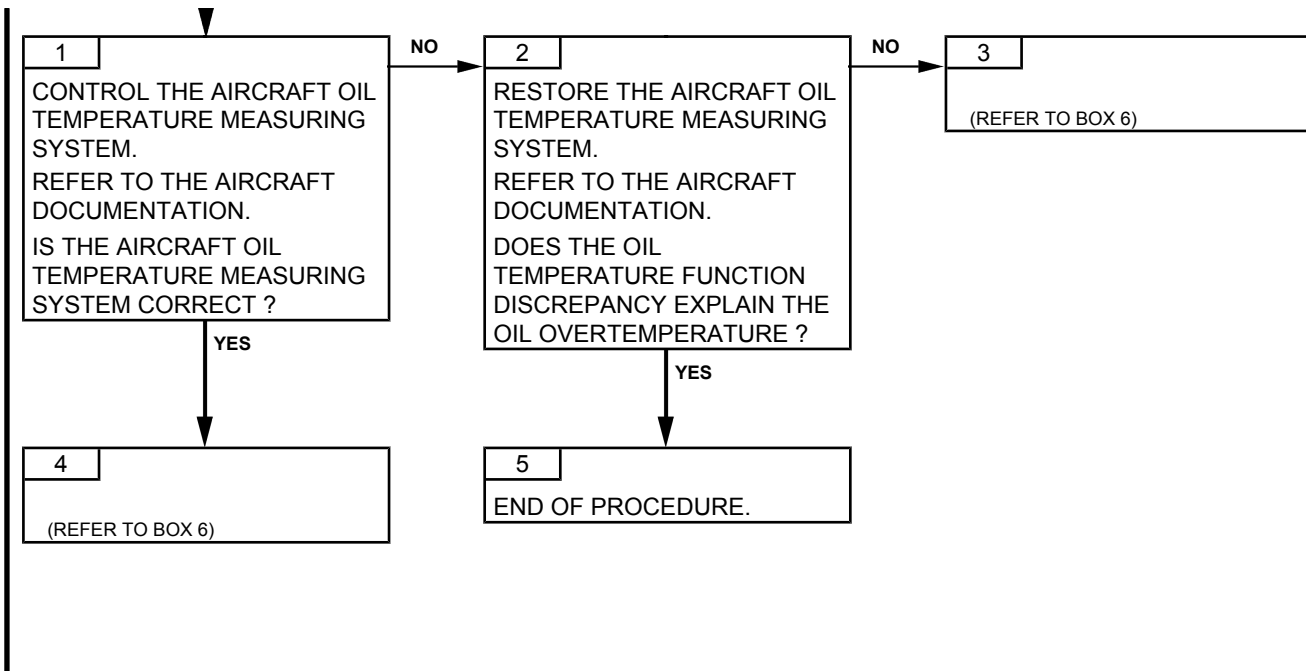 1
CONTROL THE AIRCRAFT OIL
TEMPERATURE MEASURING
SYSTEM.
REFER TO THE AIRCRAFT
DOCUMENTATION.
IS THE AIRCRAFT OIL
TEMPERATURE MEASURING
SYSTEM CORRECT ?
NO
2
RESTORE THE AIRCRAFT OIL
TEMPERATURE MEASURING
SYSTEM.
REFER TO THE AIRCRAFT
DOCUMENTATION.
DOES THE OIL
TEMPERATURE FUNCTION
DISCREPANCY EXPLAIN THE
OIL OVERTEMPERATURE ?
NO
3
(REFER TO BOX 6)
YES
YES
4
(REFER TO BOX 6)
5
END OF PROCEDURE.